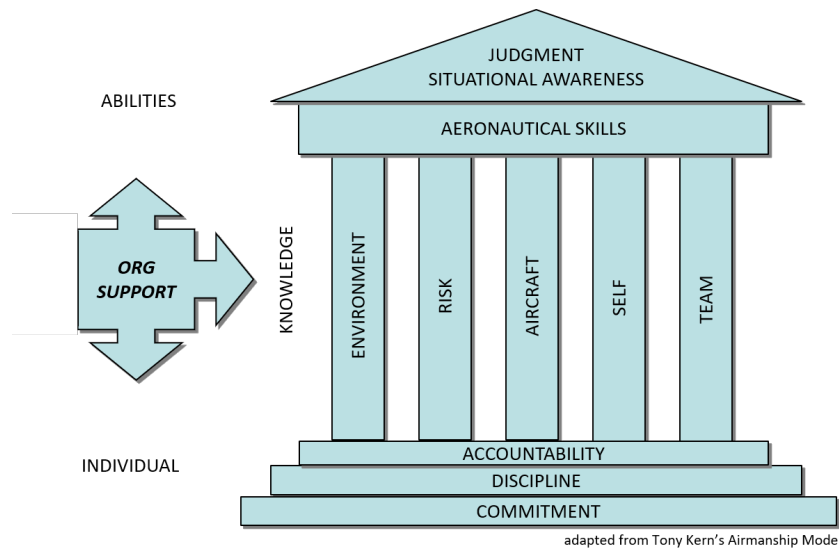 JUDGMENT
SITUATIONAL AWARENESS
ABILITIES
AERONAUTICAL SKILLS
ORG
SUPPORT
KNOWLEDGE
ENVIRONMENT
RISK
AIRCRAFT
SELF
TEAM
INDIVIDUAL
ACCOUNTABILITY
DISCIPLINE
COMMITMENT
adapted from Tony Kern's Airmanship Mode